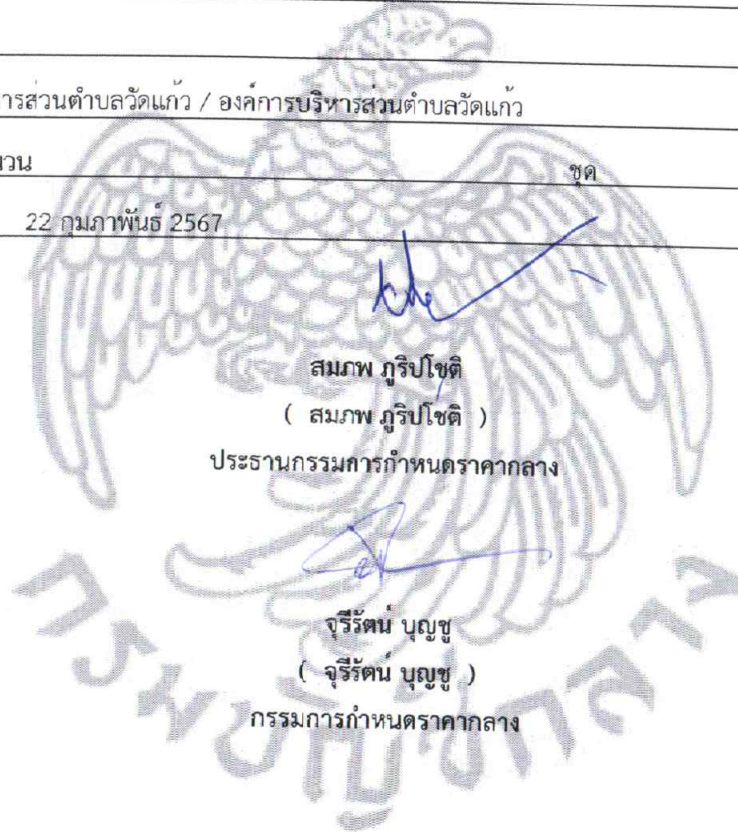 ารส่วนตำบลวัดแก้ว / องค์การบริหารส่วนตำบลวัดแก้ว
นวน ชุด
22 กุมภาพันธ์ 2567
สมภพ ภูริปโชติ
( สมภพ ภูริปโชติ )
ประธานกรรมการกำหนดราคากลาง
จุรีรัตน์ บุญชู
( จุรีรัตน์ บุญชู )
กรรมการกำหนดราคากลาง
กรมบัญชีกลาง